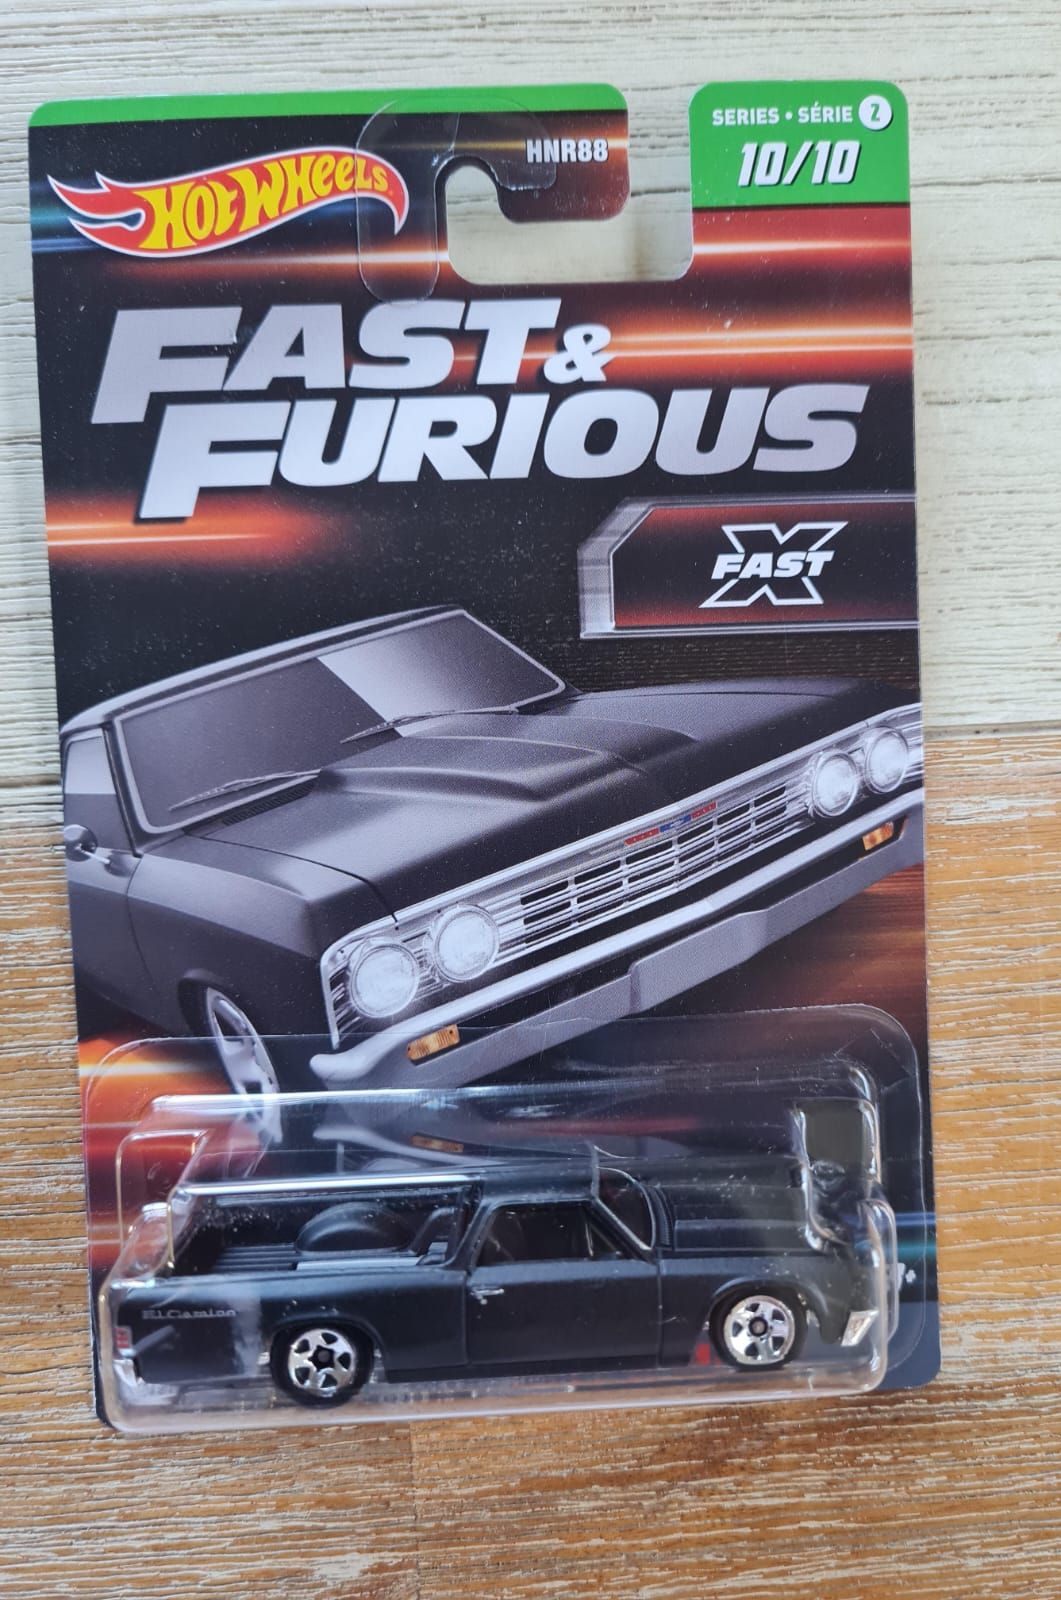 HOT WHEELS
HNR88
SERIES • SÉRIE 2
10/10
FAST &
FURIOUS
FAST X
El Camino